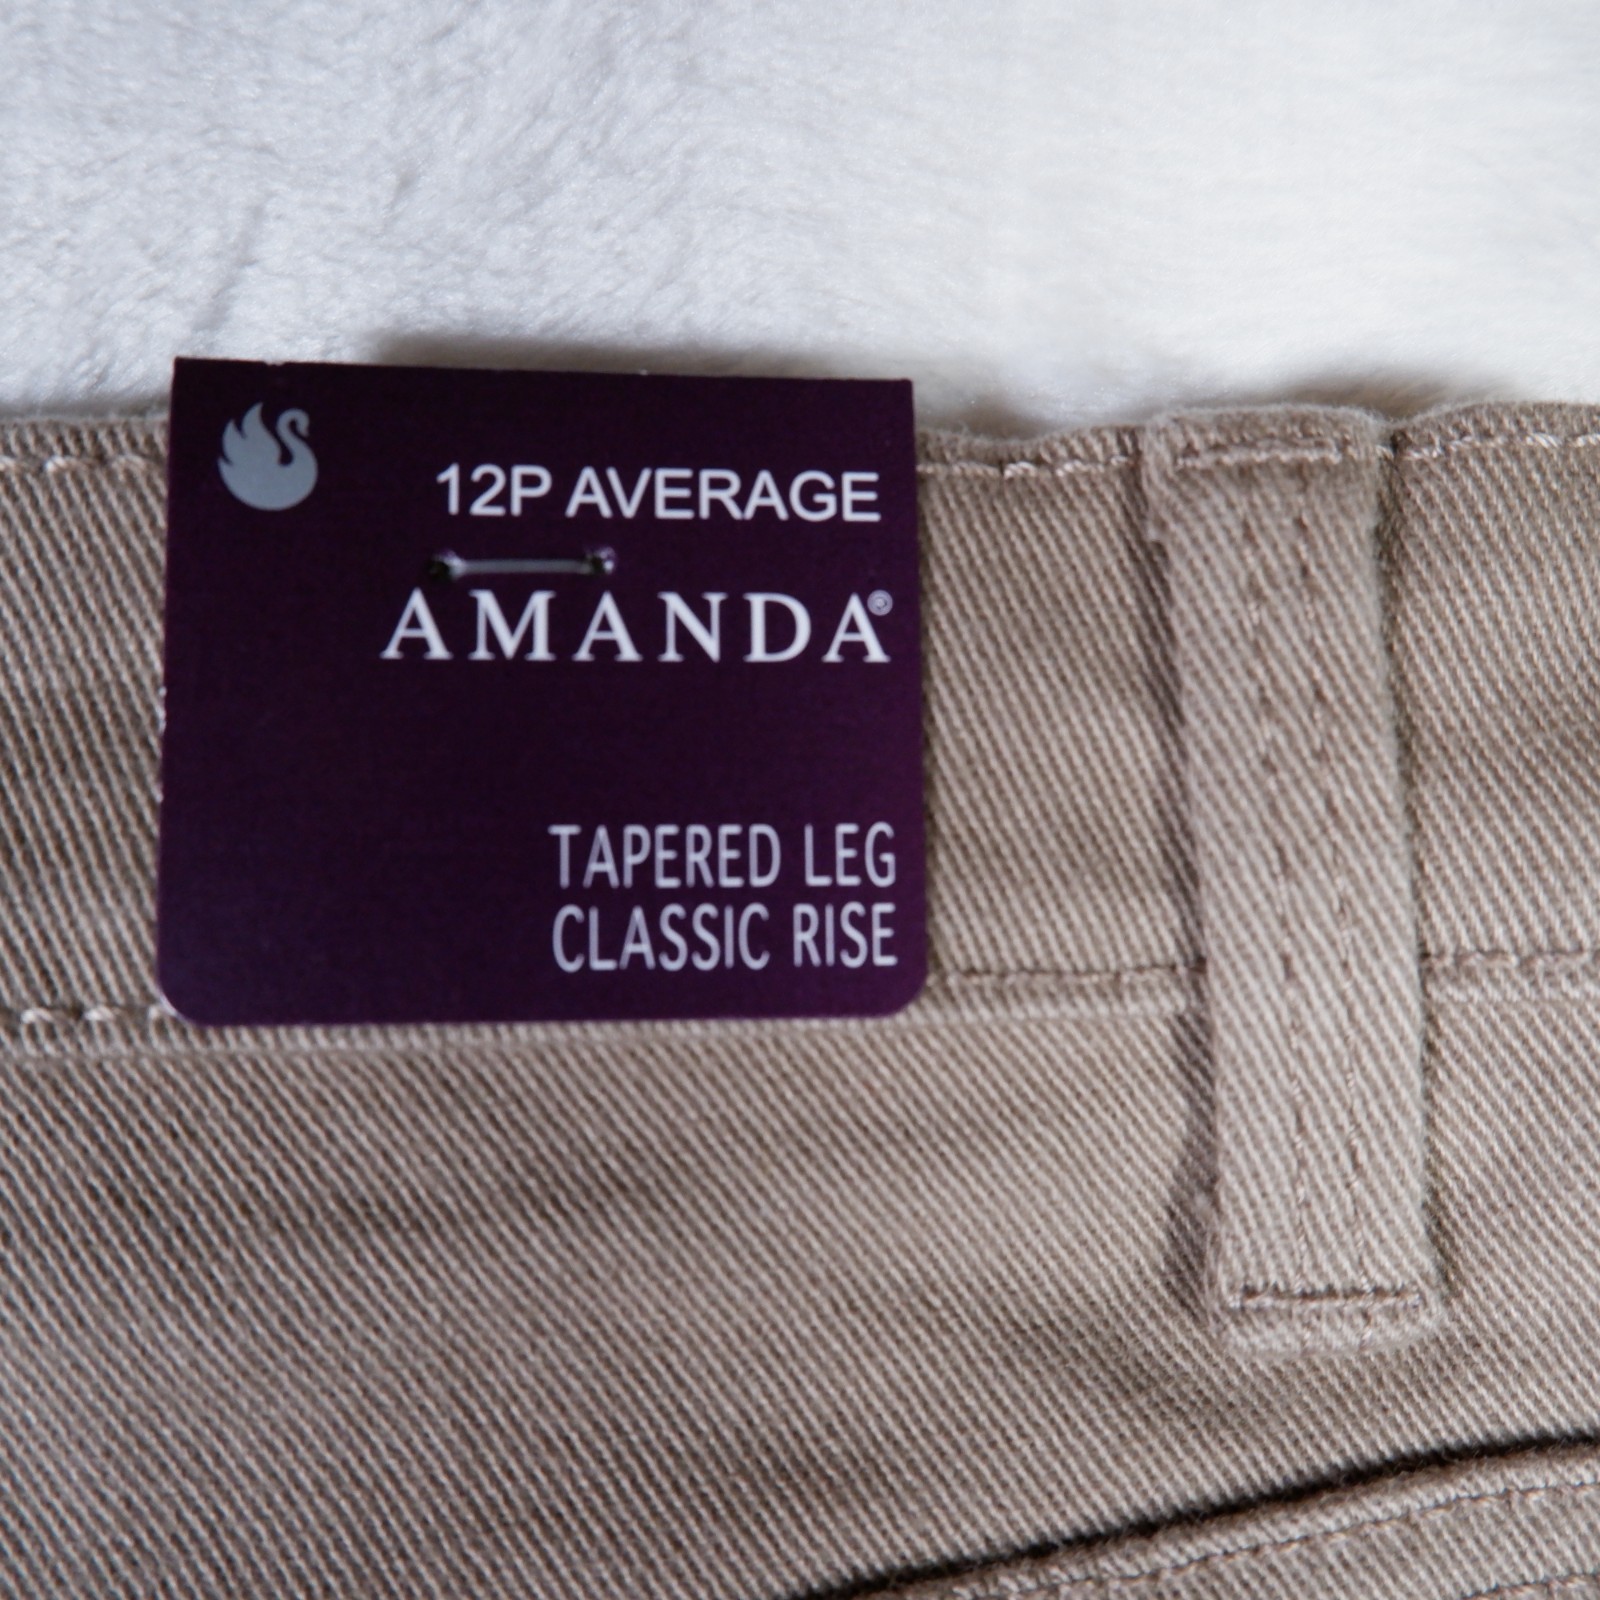 12P AVERAGE
AMANDA®
TAPERED LEG
CLASSIC RISE